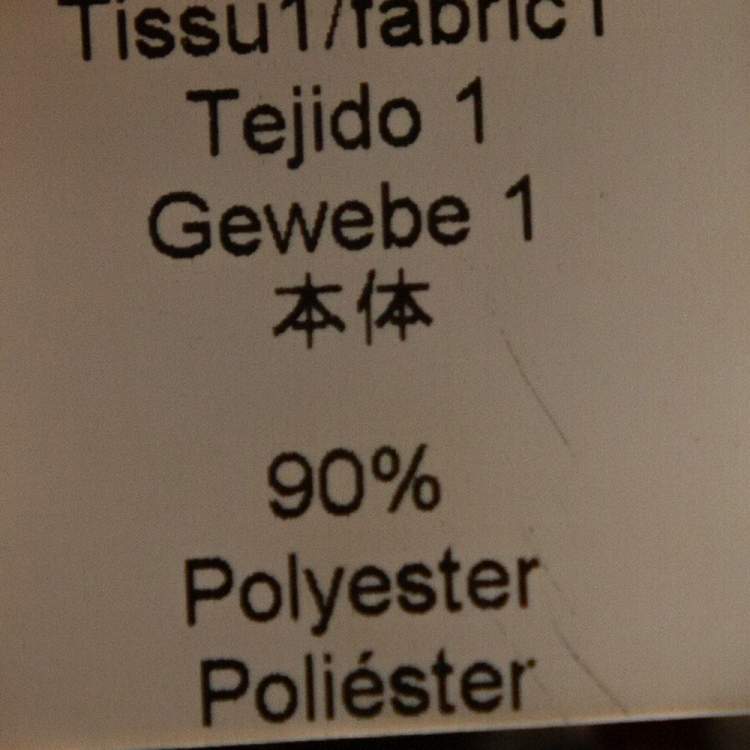 Tissu1/fabric1
Tejido 1
Gewebe 1
本体
90%
Polyester
Poliéster